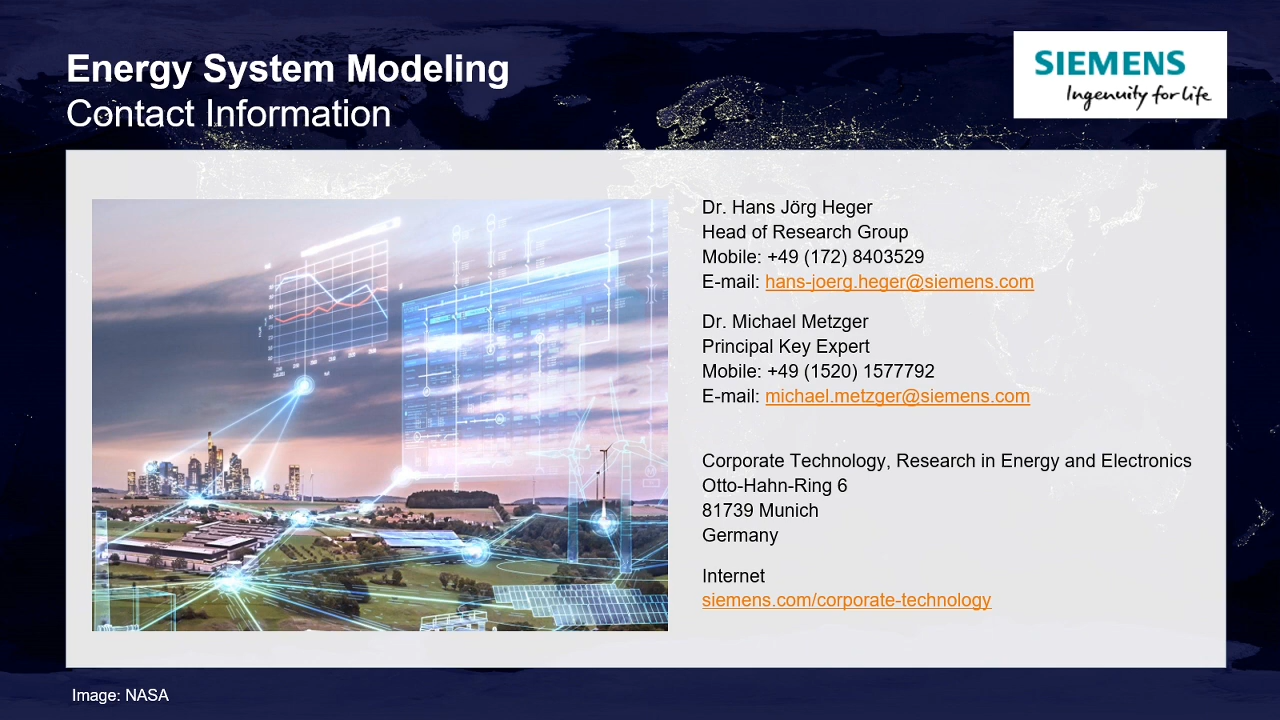 Energy System Modeling
Contact Information
SIEMENS
Ingenuity for life
Dr. Hans Jörg Heger
Head of Research Group
Mobile: +49 (172) 8403529
E-mail: hans-joerg.heger@siemens.com
Dr. Michael Metzger
Principal Key Expert
Mobile: +49 (1520) 1577792
E-mail: michael.metzger@siemens.com
Corporate Technology, Research in Energy and Electronics
Otto-Hahn-Ring 6
81739 Munich
Germany
Internet
siemens.com/corporate-technology
Image: NASA